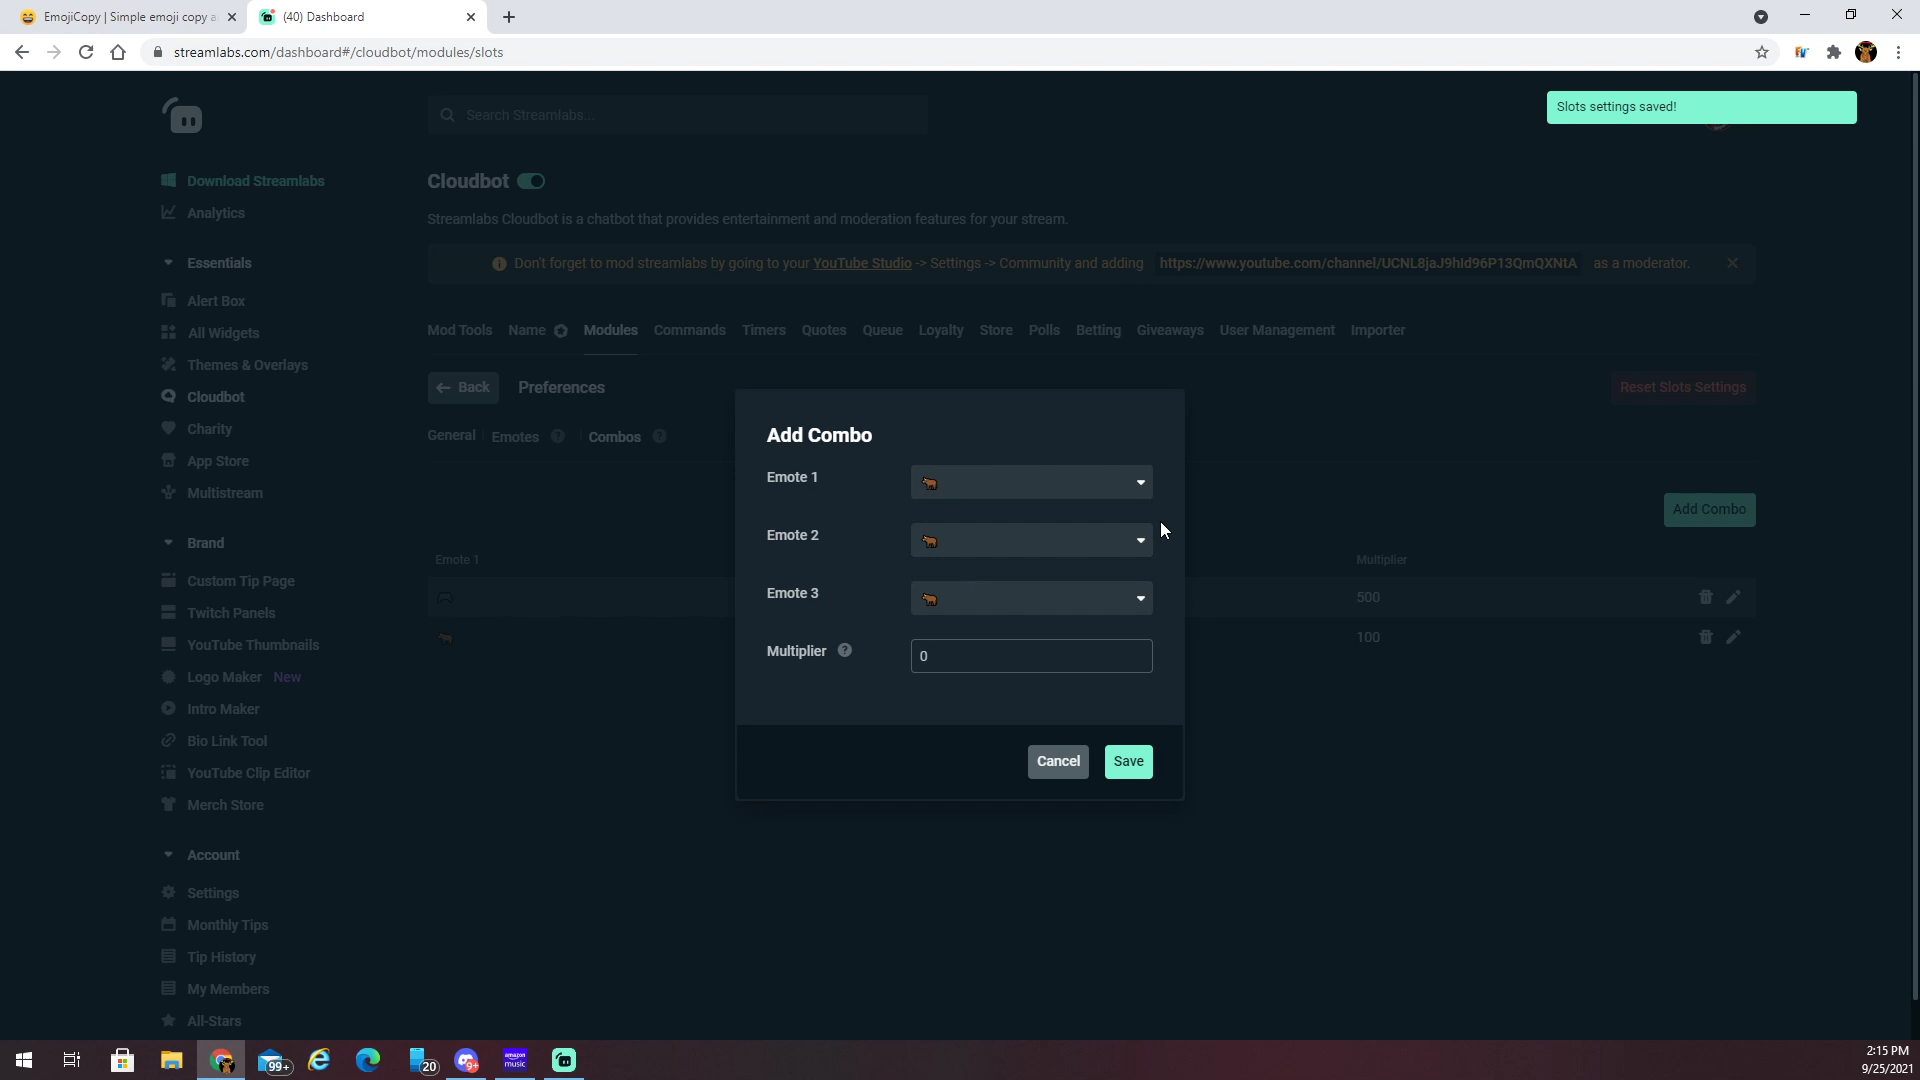 EmojiCopy | Simple emoji copy a
(40) Dashboard
streamlabs.com/dashboard#/cloudbot/modules/slots
Search Streamlabs...
Slots settings saved!
Download Streamlabs
Analytics
Essentials
Alert Box
All Widgets
Themes & Overlays
Cloudbot
Charity
App Store
Multistream
Brand
Custom Tip Page
Twitch Panels
YouTube Thumbnails
Logo Maker New
Intro Maker
Bio Link Tool
YouTube Clip Editor
Merch Store
Account
Settings
Monthly Tips
Tip History
My Members
All-Stars
Cloudbot
Streamlabs Cloudbot is a chatbot that provides entertainment and moderation features for your stream.
Don't forget to mod streamlabs by going to your YouTube Studio -> Settings -> Community and adding https://www.youtube.com/channel/UCNL8jaJ9hId96P13QmQXNtA as a moderator.
Mod Tools Name Modules Commands Timers Quotes Queue Loyalty Store Polls Betting Giveaways User Management Importer
Back Preferences Reset Slots Settings
General Emotes ? Combos ?
Add Combo
Emote 1 Multiplier
500
100
Add Combo
Emote 1
Emote 2
Emote 3
Multiplier ? 0
Cancel Save
99+
20
9+
amazon music
2:15 PM
9/25/2021